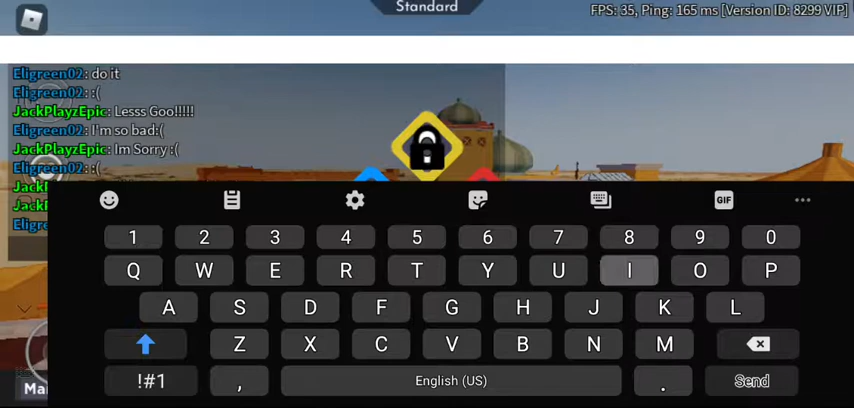 Standard
FPS: 35, Ping: 165 ms [Version ID: 8299 VIP]
Eligreen02: do it
Eligreen02: :(
JackPlayzEpic: Lesss Goo!!!!!
Eligreen02: I'm so bad:(
JackPlayzEpic: Im Sorry :(
Eligreen02: :(
GIF
1 2 3 4 5 6 7 8 9 0
Q W E R T Y U I O P
A S D F G H J K L
Z X C V B N M
!#1 , English (US) . Send